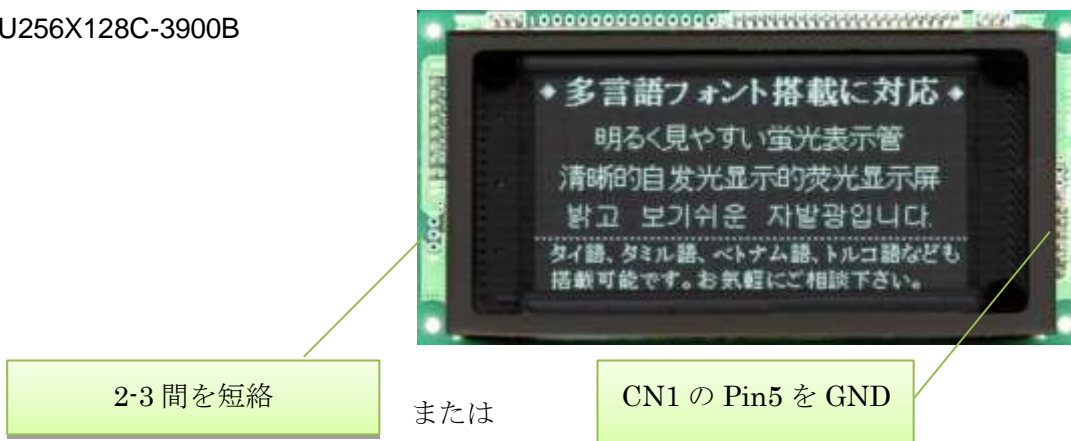 U256X128C-3900B
◆多言語フォント搭載に対応◆
明るく見やすい蛍光表示管
清晰的自发光显示的荧光显示屏
밝고 보기쉬운 자발광입니다.
タイ語、タミル語、ベトナム語、トルコ語なども
搭載可能です。お気軽にご相談下さい。
2-3 間を短絡
または
CN1 の Pin5 を GND